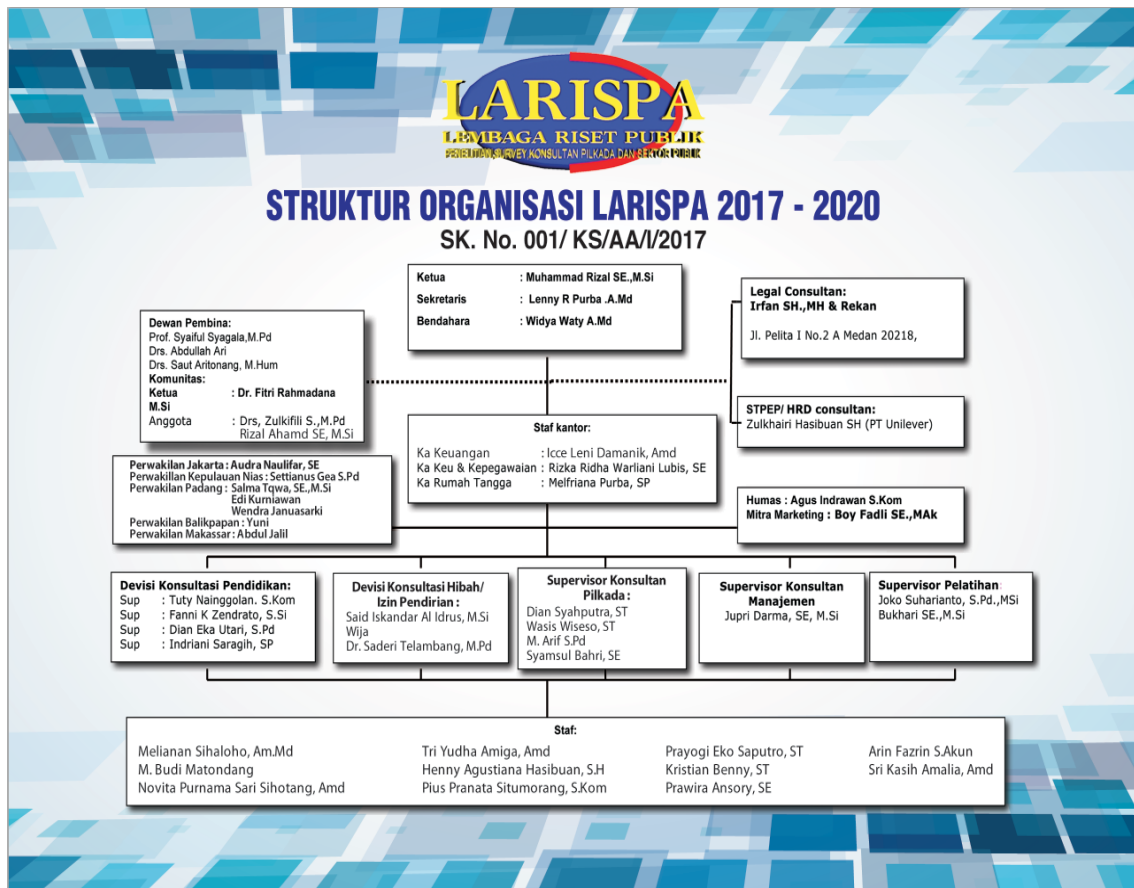 LARISPA
LEMBAGA RISET PUBLIK
PENELITIAN,SURVEY,KONSULTAN PILKADA DAN SEKTOR PUBLIK
STRUKTUR ORGANISASI LARISPA 2017 - 2020
SK. No. 001/ KS/AA/I/2017
Ketua : Muhammad Rizal SE.,M.Si
Sekretaris : Lenny R Purba .A.Md
Bendahara : Widya Waty A.Md
Legal Consultan:
Irfan SH.,MH & Rekan
Jl. Pelita I No.2 A Medan 20218,
Dewan Pembina:
Prof. Syaiful Syagala,M.Pd
Drs. Abdullah Ari
Drs. Saut Aritonang, M.Hum
Komunitas:
Ketua : Dr. Fitri Rahmadana
M.Si
Anggota : Drs, Zulkifili S.,M.Pd
Rizal Ahamd SE, M.Si
STPEP/ HRD consultan:
Zulkhairi Hasibuan SH (PT Unilever)
Staf kantor:
Ka Keuangan : Icce Leni Damanik, Amd
Ka Keu & Kepegawaian : Rizka Ridha Warliani Lubis, SE
Ka Rumah Tangga : Melfriana Purba, SP
Perwakilan Jakarta : Audra Naulifar, SE
Perwakillan Kepulauan Nias : Settianus Gea S.Pd
Perwakilan Padang : Salma Tqwa, SE.,M.Si
Edi Kurniawan
Wendra Januasarki
Perwakilan Balikpapan : Yuni
Perwakilan Makassar : Abdul Jalil
Humas : Agus Indrawan S.Kom
Mitra Marketing : Boy Fadli SE.,MAk
Devisi Konsultasi Pendidikan:
Sup : Tuty Nainggolan. S.Kom
Sup : Fanni K Zendrato, S.Si
Sup : Dian Eka Utari, S.Pd
Sup : Indriani Saragih, SP
Devisi Konsultasi Hibah/
Izin Pendirian :
Said Iskandar Al Idrus, M.Si
Wija
Dr. Saderi Telambang, M.Pd
Supervisor Konsultan
Pilkada :
Dian Syahputra, ST
Wasis Wiseso, ST
M. Arif S.Pd
Syamsul Bahri, SE
Supervisor Konsultan
Manajemen
Jupri Darma, SE, M.Si
Supervisor Pelatihan:
Joko Suharianto, S.Pd.,MSi
Bukhari SE.,M.Si
Staf:
Melianan Sihaloho, Am.Md
M. Budi Matondang
Novita Purnama Sari Sihotang, Amd
Tri Yudha Amiga, Amd
Henny Agustiana Hasibuan, S.H
Pius Pranata Situmorang, S.Kom
Prayogi Eko Saputro, ST
Kristian Benny, ST
Prawira Ansory, SE
Arin Fazrin S.Akun
Sri Kasih Amalia, Amd